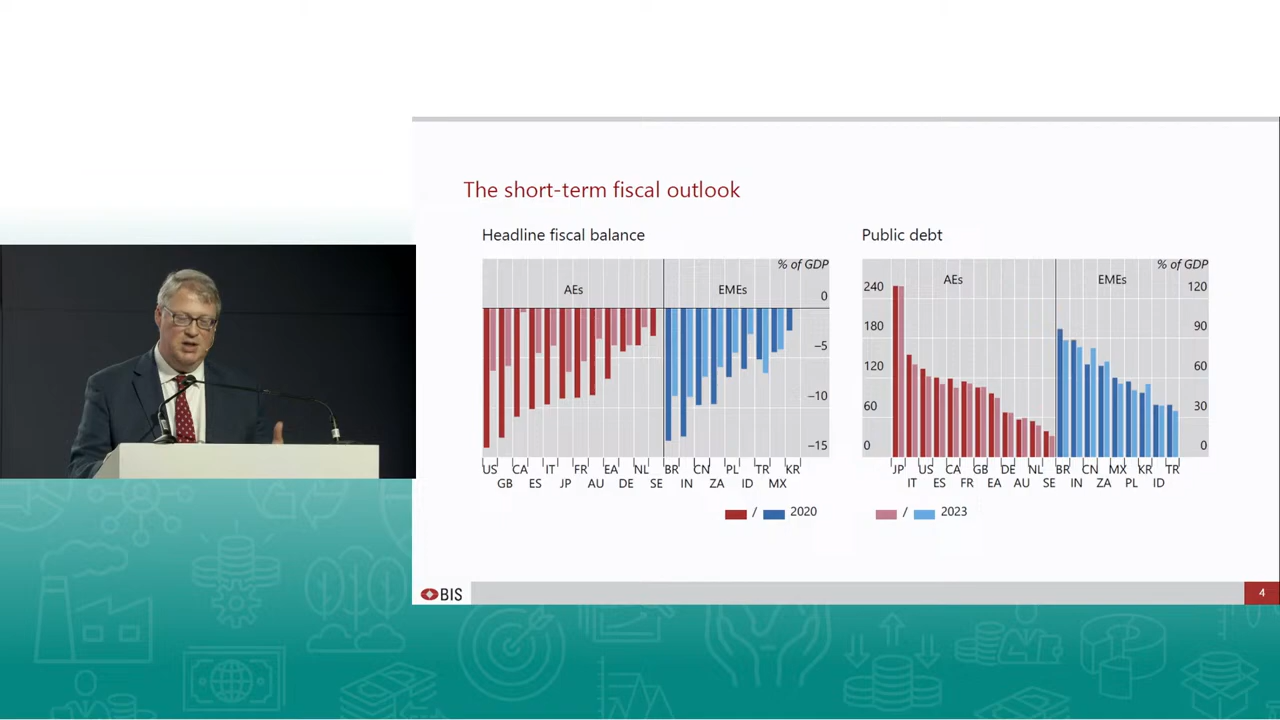 The short-term fiscal outlook
Headline fiscal balance
% of GDP
AEs
EMEs
0
–5
–10
–15
US CA IT FR EA NL BR CN PL TR KR
GB ES JP AU DE SE IN ZA ID MX
Public debt
% of GDP
AEs
EMEs
240
180
120
60
0
120
90
60
30
0
JP US CA GB DE NL BR CN MX KR TR
IT ES FR EA AU SE IN ZA PL ID
/ 2020
/ 2023
BIS
4